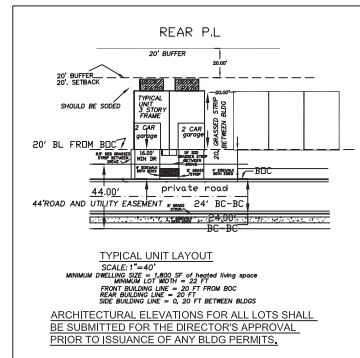 REAR P.L
20' BUFFER
20.00'
20' BUFFER
20'. SETBACK
SHOULD BE SODED
TYPICAL
UNIT
3 STORY
FRAME
20.00'
20' GRASSED STRIP
BETWEEN BLDG
2 CAR
garage
2 CAR
garage
20' BL FROM BOC
16.00'
MIN DR
BOC
44.00'
private road
44'ROAD AND UTILITY EASEMENT
24' BC-BC
24.00'
BC-BC
TYPICAL UNIT LAYOUT
SCALE: 1"=40'
MINIMUM DWELLING SIZE = 1,800 SF of heated living space
MINIMUM LOT WIDTH = 22 FT
FRONT BUILDING LINE = 20 FT FROM BOC
REAR BUILDING LINE = 20 FT
SIDE BUILDING LINE = 0, 20 FT BETWEEN BLDGS
ARCHITECTURAL ELEVATIONS FOR ALL LOTS SHALL
BE SUBMITTED FOR THE DIRECTOR'S APPROVAL
PRIOR TO ISSUANCE OF ANY BLDG PERMITS.